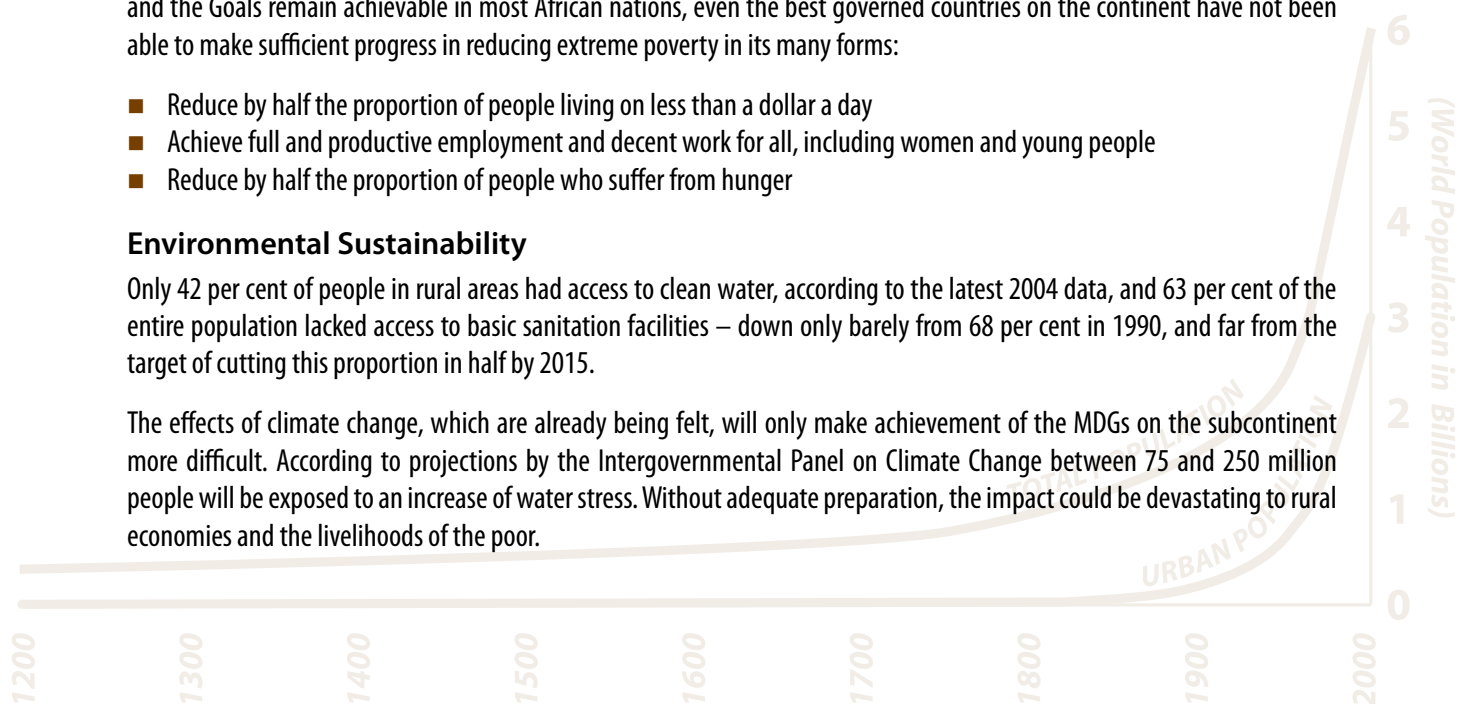 and the Goals remain achievable in most African nations, even the best governed countries on the continent have not been
able to make sufficient progress in reducing extreme poverty in its many forms:
■ Reduce by half the proportion of people living on less than a dollar a day
■ Achieve full and productive employment and decent work for all, including women and young people
■ Reduce by half the proportion of people who suffer from hunger
Environmental Sustainability
Only 42 per cent of people in rural areas had access to clean water, according to the latest 2004 data, and 63 per cent of the
entire population lacked access to basic sanitation facilities – down only barely from 68 per cent in 1990, and far from the
target of cutting this proportion in half by 2015.
The effects of climate change, which are already being felt, will only make achievement of the MDGs on the subcontinent
more difficult. According to projections by the Intergovernmental Panel on Climate Change between 75 and 250 million
people will be exposed to an increase of water stress. Without adequate preparation, the impact could be devastating to rural
economies and the livelihoods of the poor.
TOTAL POPULATION
URBAN POPULATION
6
5
4
3
2
1
0
(World Population in Billions)
1200
1300
1400
1500
1600
1700
1800
1900
2000